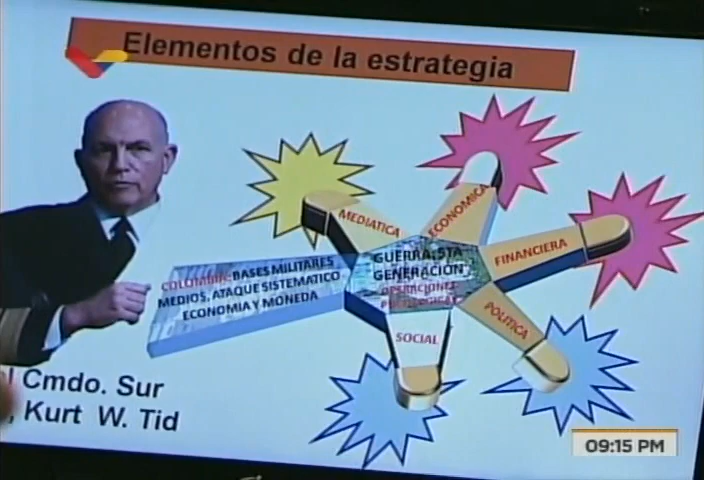 Elementos de la estrategia
MEDIATICA
ECONOMICA
FINANCIERA
POLITICA
SOCIAL
GUERRA 5TA
GENERACION
OPERACIONES
PSICOLOGICAS
COLOMBIA: BASES MILITARES
MEDIOS, ATAQUE SISTEMATICO
ECONOMIA Y MONEDA
l Cmdo. Sur
, Kurt W. Tid
09:15 PM